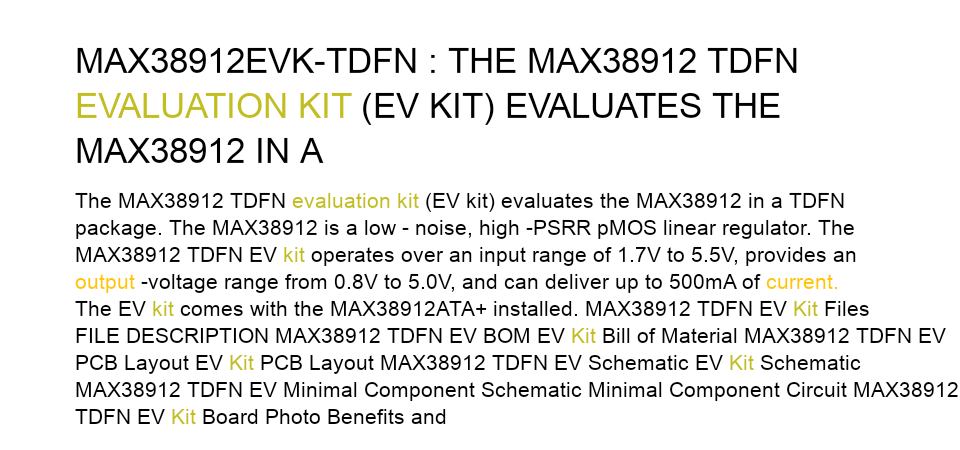 MAX38912EVK-TDFN : THE MAX38912 TDFN
EVALUATION KIT (EV KIT) EVALUATES THE
MAX38912 IN A
The MAX38912 TDFN evaluation kit (EV kit) evaluates the MAX38912 in a TDFN
package. The MAX38912 is a low - noise, high -PSRR pMOS linear regulator. The
MAX38912 TDFN EV kit operates over an input range of 1.7V to 5.5V, provides an
output -voltage range from 0.8V to 5.0V, and can deliver up to 500mA of current.
The EV kit comes with the MAX38912ATA+ installed. MAX38912 TDFN EV Kit Files
FILE DESCRIPTION MAX38912 TDFN EV BOM EV Kit Bill of Material MAX38912 TDFN EV
PCB Layout EV Kit PCB Layout MAX38912 TDFN EV Schematic EV Kit Schematic
MAX38912 TDFN EV Minimal Component Schematic Minimal Component Circuit MAX38912
TDFN EV Kit Board Photo Benefits and